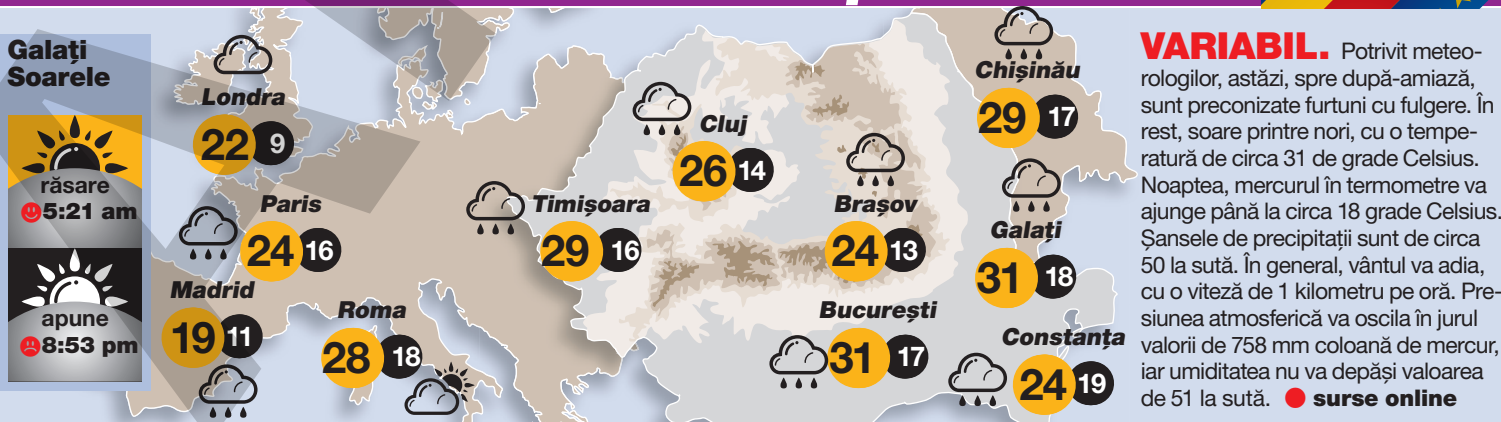 Galați
Soarele
răsare
5:21 am
apune
8:53 pm
Londra
22 9
Paris
24 16
Madrid
19 11
Roma
28 18
Timișoara
29 16
Cluj
26 14
Brașov
24 13
București
31 17
Chișinău
29 17
Galați
31 18
Constanța
24 19
VARIABIL. Potrivit meteo-
rologilor, astăzi, spre după-amiază,
sunt preconizate furtuni cu fulgere. În
rest, soare printre nori, cu o tempe-
ratură de circa 31 de grade Celsius.
Noaptea, mercurul în termometre va
ajunge până la circa 18 grade Celsius.
Șansele de precipitații sunt de circa
50 la sută. În general, vântul va adia,
cu o viteză de 1 kilometru pe oră. Pre-
siunea atmosferică va oscila în jurul
valorii de 758 mm coloană de mercur,
iar umiditatea nu va depăși valoarea
de 51 la sută. ● surse online